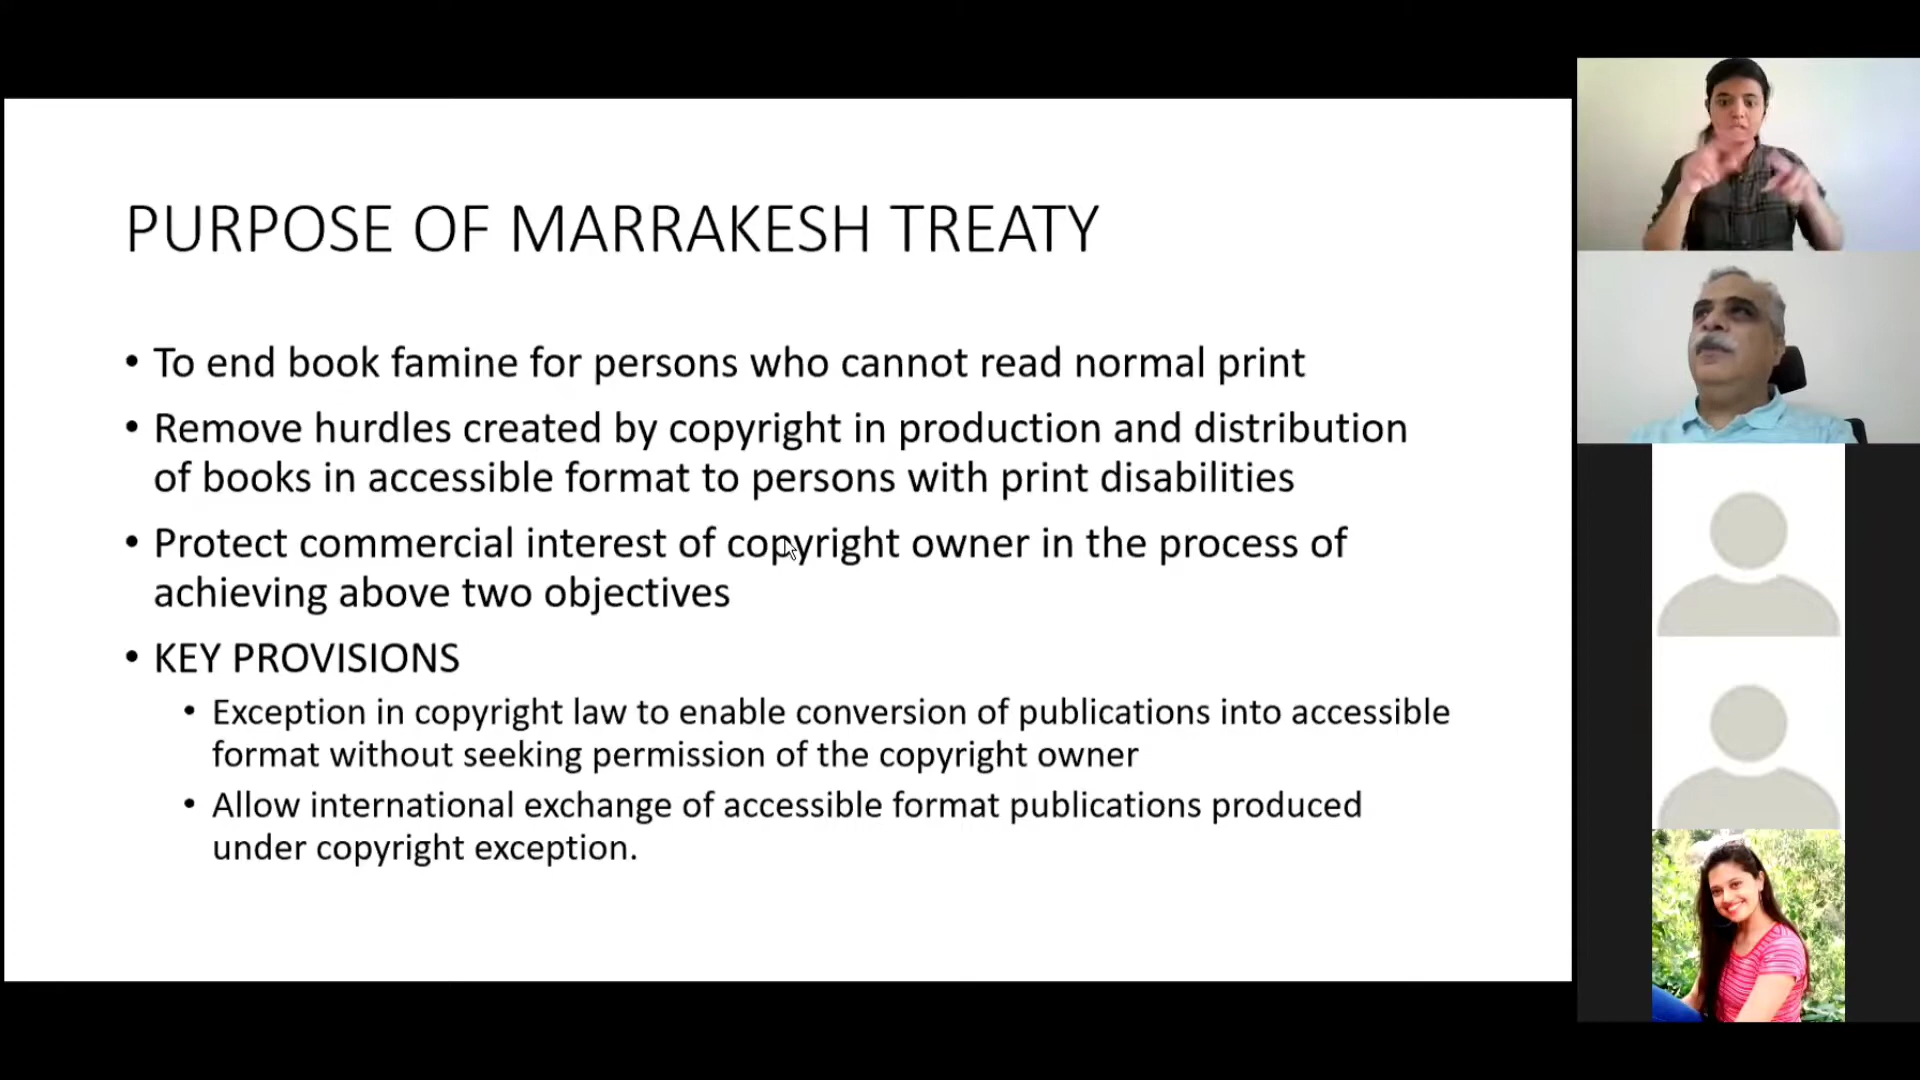 PURPOSE OF MARRAKESH TREATY
• To end book famine for persons who cannot read normal print
• Remove hurdles created by copyright in production and distribution
of books in accessible format to persons with print disabilities
• Protect commercial interest of copyright owner in the process of
achieving above two objectives
• KEY PROVISIONS
• Exception in copyright law to enable conversion of publications into accessible
format without seeking permission of the copyright owner
• Allow international exchange of accessible format publications produced
under copyright exception.